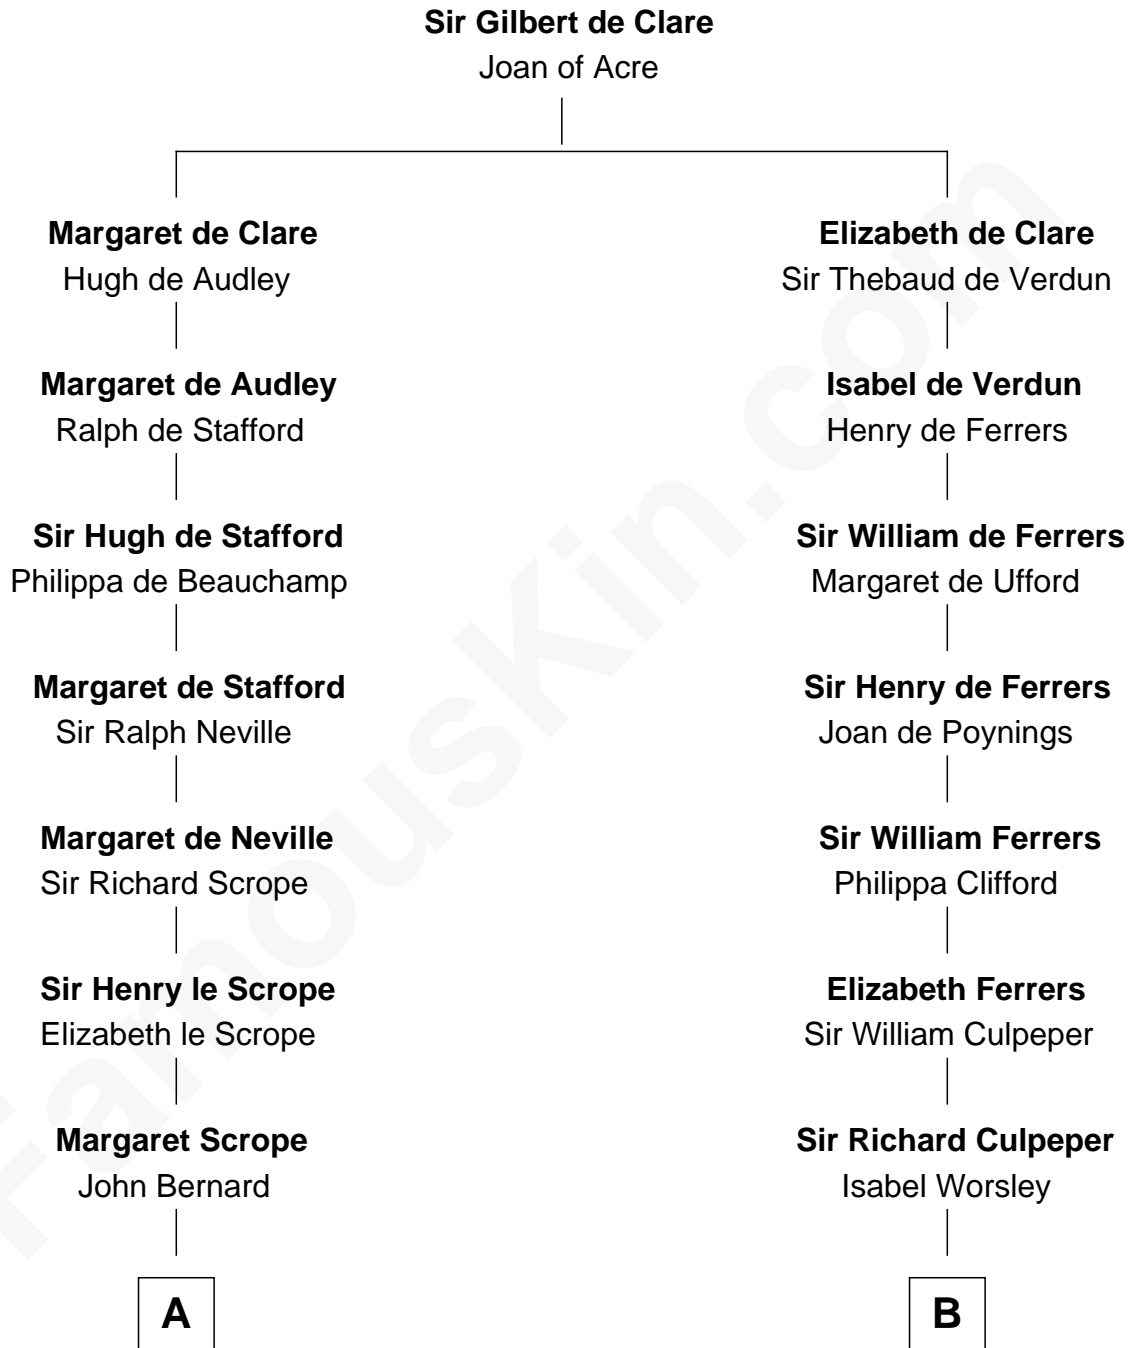 Sir Gilbert de Clare
Joan of Acre
Margaret de Clare
Hugh de Audley
Elizabeth de Clare
Sir Thebaud de Verdun
Margaret de Audley
Ralph de Stafford
Isabel de Verdun
Henry de Ferrers
Sir Hugh de Stafford
Philippa de Beauchamp
Sir William de Ferrers
Margaret de Ufford
Margaret de Stafford
Sir Ralph Neville
Sir Henry de Ferrers
Joan de Poynings
Margaret de Neville
Sir Richard Scrope
Sir William Ferrers
Philippa Clifford
Sir Henry le Scrope
Elizabeth le Scrope
Elizabeth Ferrers
Sir William Culpeper
Margaret Scrope
John Bernard
Sir Richard Culpeper
Isabel Worsley
A
B
FamousKin.com